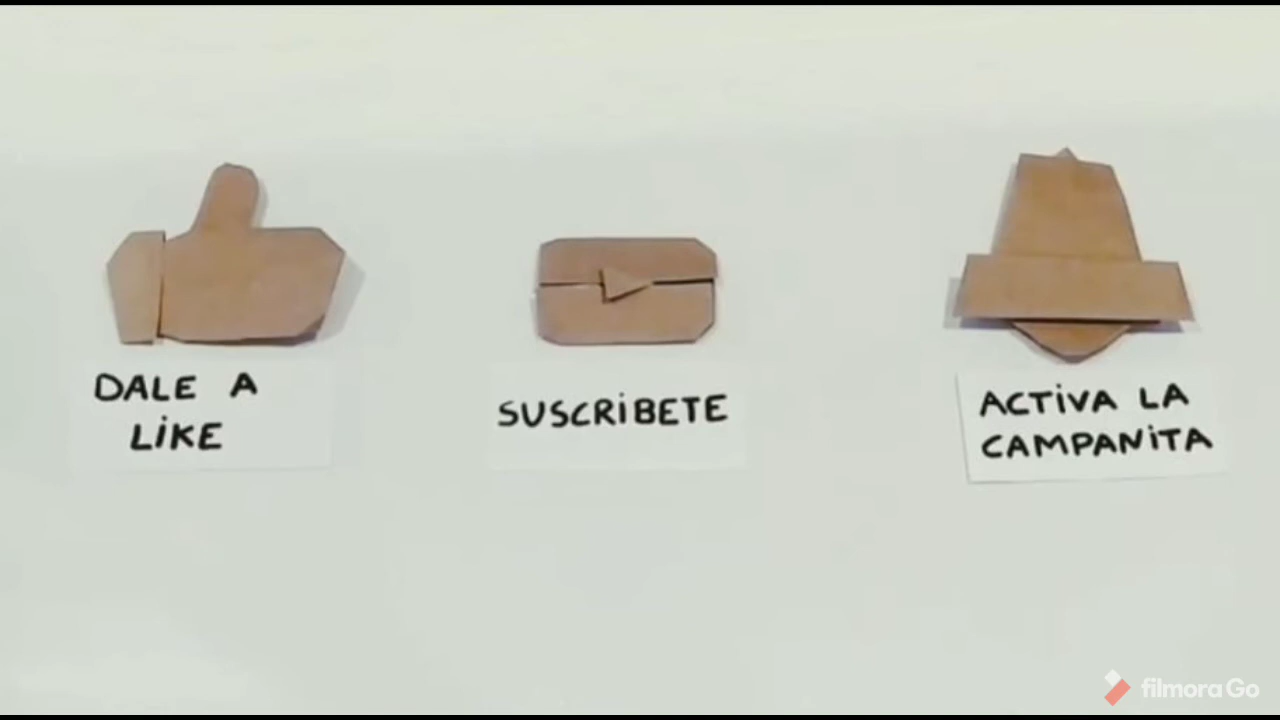 DALE A
LIKE
SUSCRIBETE
ACTIVA LA
CAMPANITA
filmoraGo